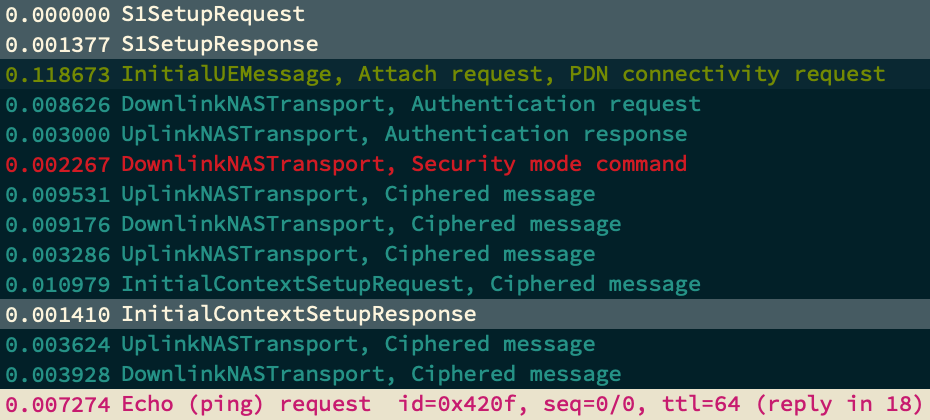 0.000000 S1SetupRequest
0.001377 S1SetupResponse
0.118673 InitialUEMessage, Attach request, PDN connectivity request
0.008626 DownlinkNASTransport, Authentication request
0.003000 UplinkNASTransport, Authentication response
0.002267 DownlinkNASTransport, Security mode command
0.009531 UplinkNASTransport, Ciphered message
0.009176 DownlinkNASTransport, Ciphered message
0.003286 UplinkNASTransport, Ciphered message
0.010979 InitialContextSetupRequest, Ciphered message
0.001410 InitialContextSetupResponse
0.003624 UplinkNASTransport, Ciphered message
0.003928 DownlinkNASTransport, Ciphered message
0.007274 Echo (ping) request  id=0x420f, seq=0/0, ttl=64 (reply in 18)